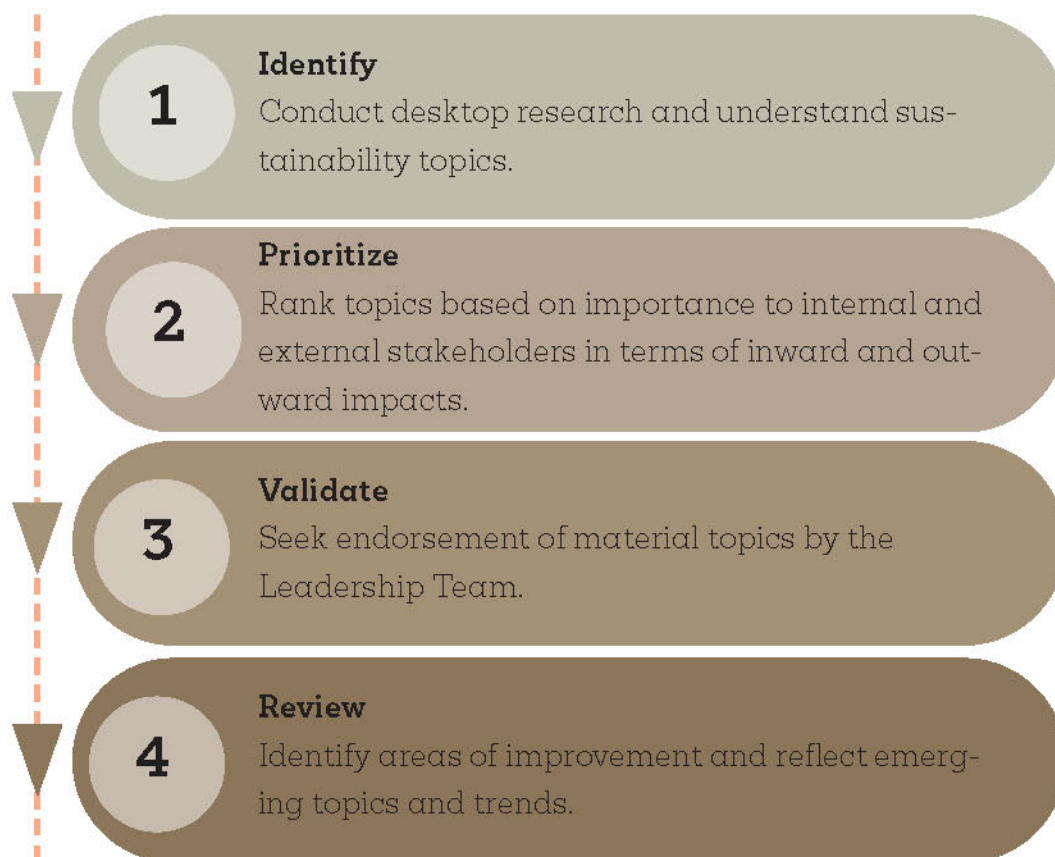 1
Identify
Conduct desktop research and understand sus-
tainability topics.
2
Prioritize
Rank topics based on importance to internal and
external stakeholders in terms of inward and out-
ward impacts.
3
Validate
Seek endorsement of material topics by the
Leadership Team.
4
Review
Identify areas of improvement and reflect emerg-
ing topics and trends.